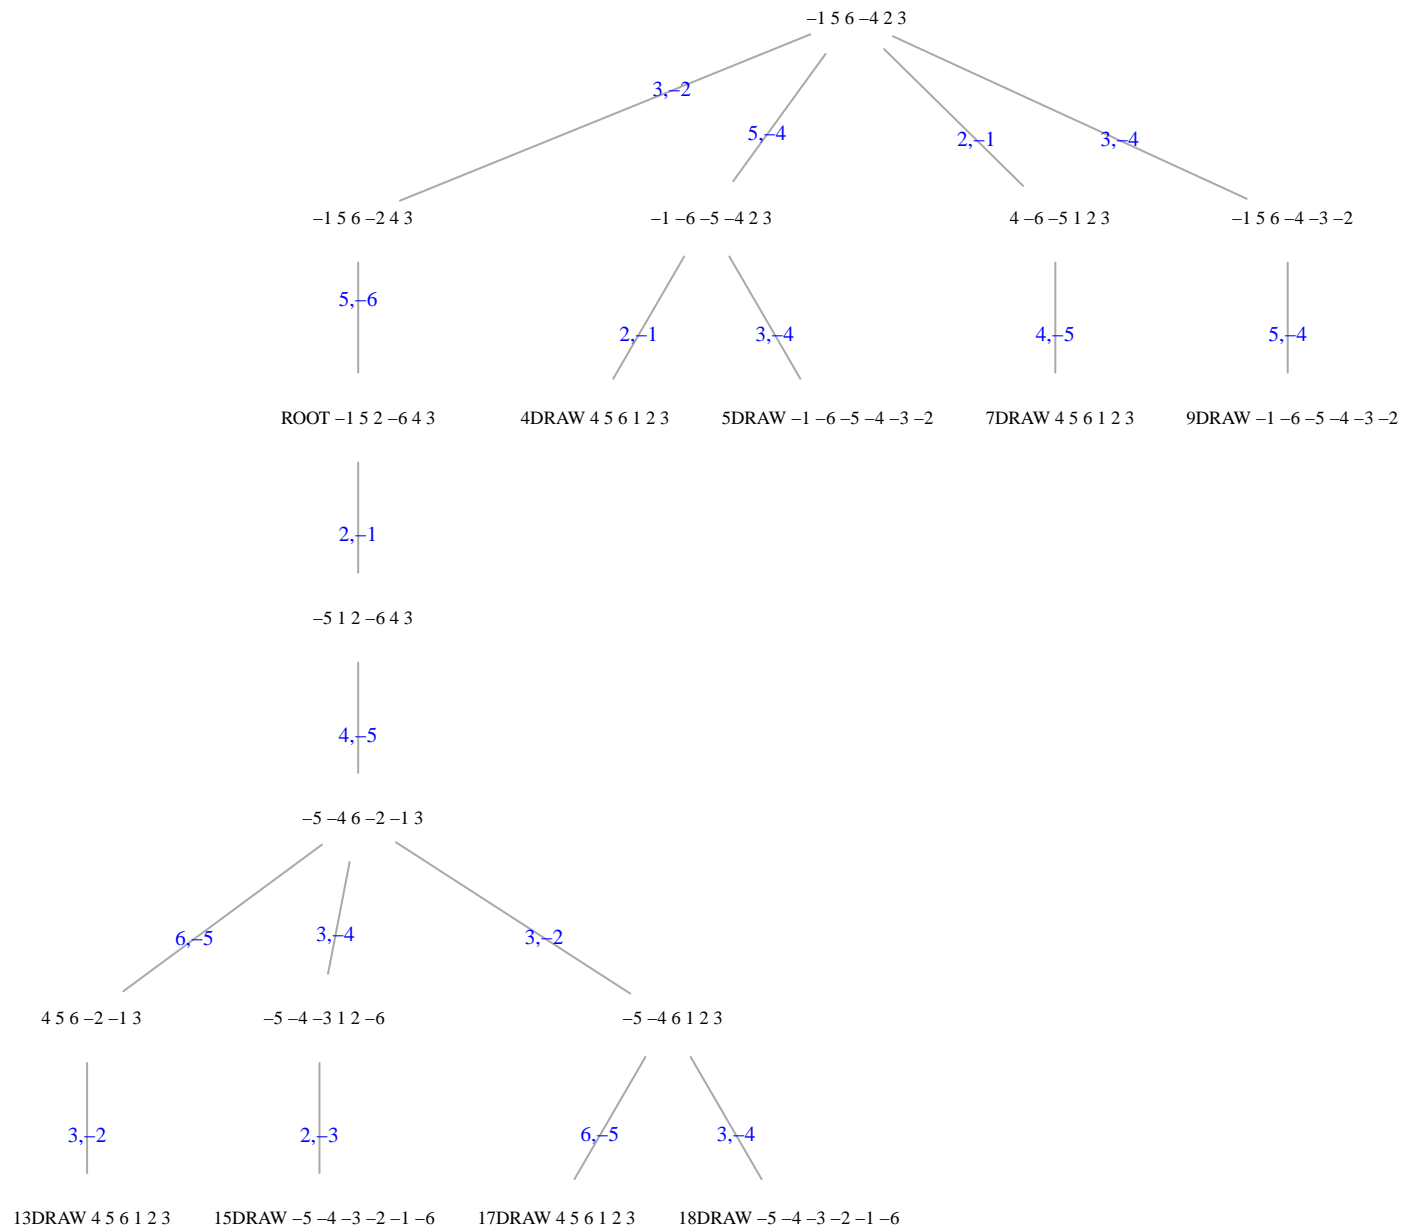 –1 5 6 –4 2 3
3,–2
5,–4
2,–1
3,–4
–1 5 6 –2 4 3
–1 –6 –5 –4 2 3
4 –6 –5 1 2 3
–1 5 6 –4 –3 –2
5,–6
2,–1
3,–4
4,–5
5,–4
ROOT –1 5 2 –6 4 3
4DRAW 4 5 6 1 2 3
5DRAW –1 –6 –5 –4 –3 –2
7DRAW 4 5 6 1 2 3
9DRAW –1 –6 –5 –4 –3 –2
2,–1
–5 1 2 –6 4 3
4,–5
–5 –4 6 –2 –1 3
6,–5
3,–4
3,–2
4 5 6 –2 –1 3
–5 –4 –3 1 2 –6
–5 –4 6 1 2 3
3,–2
2,–3
6,–5
3,–4
13DRAW 4 5 6 1 2 3
15DRAW –5 –4 –3 –2 –1 –6
17DRAW 4 5 6 1 2 3
18DRAW –5 –4 –3 –2 –1 –6